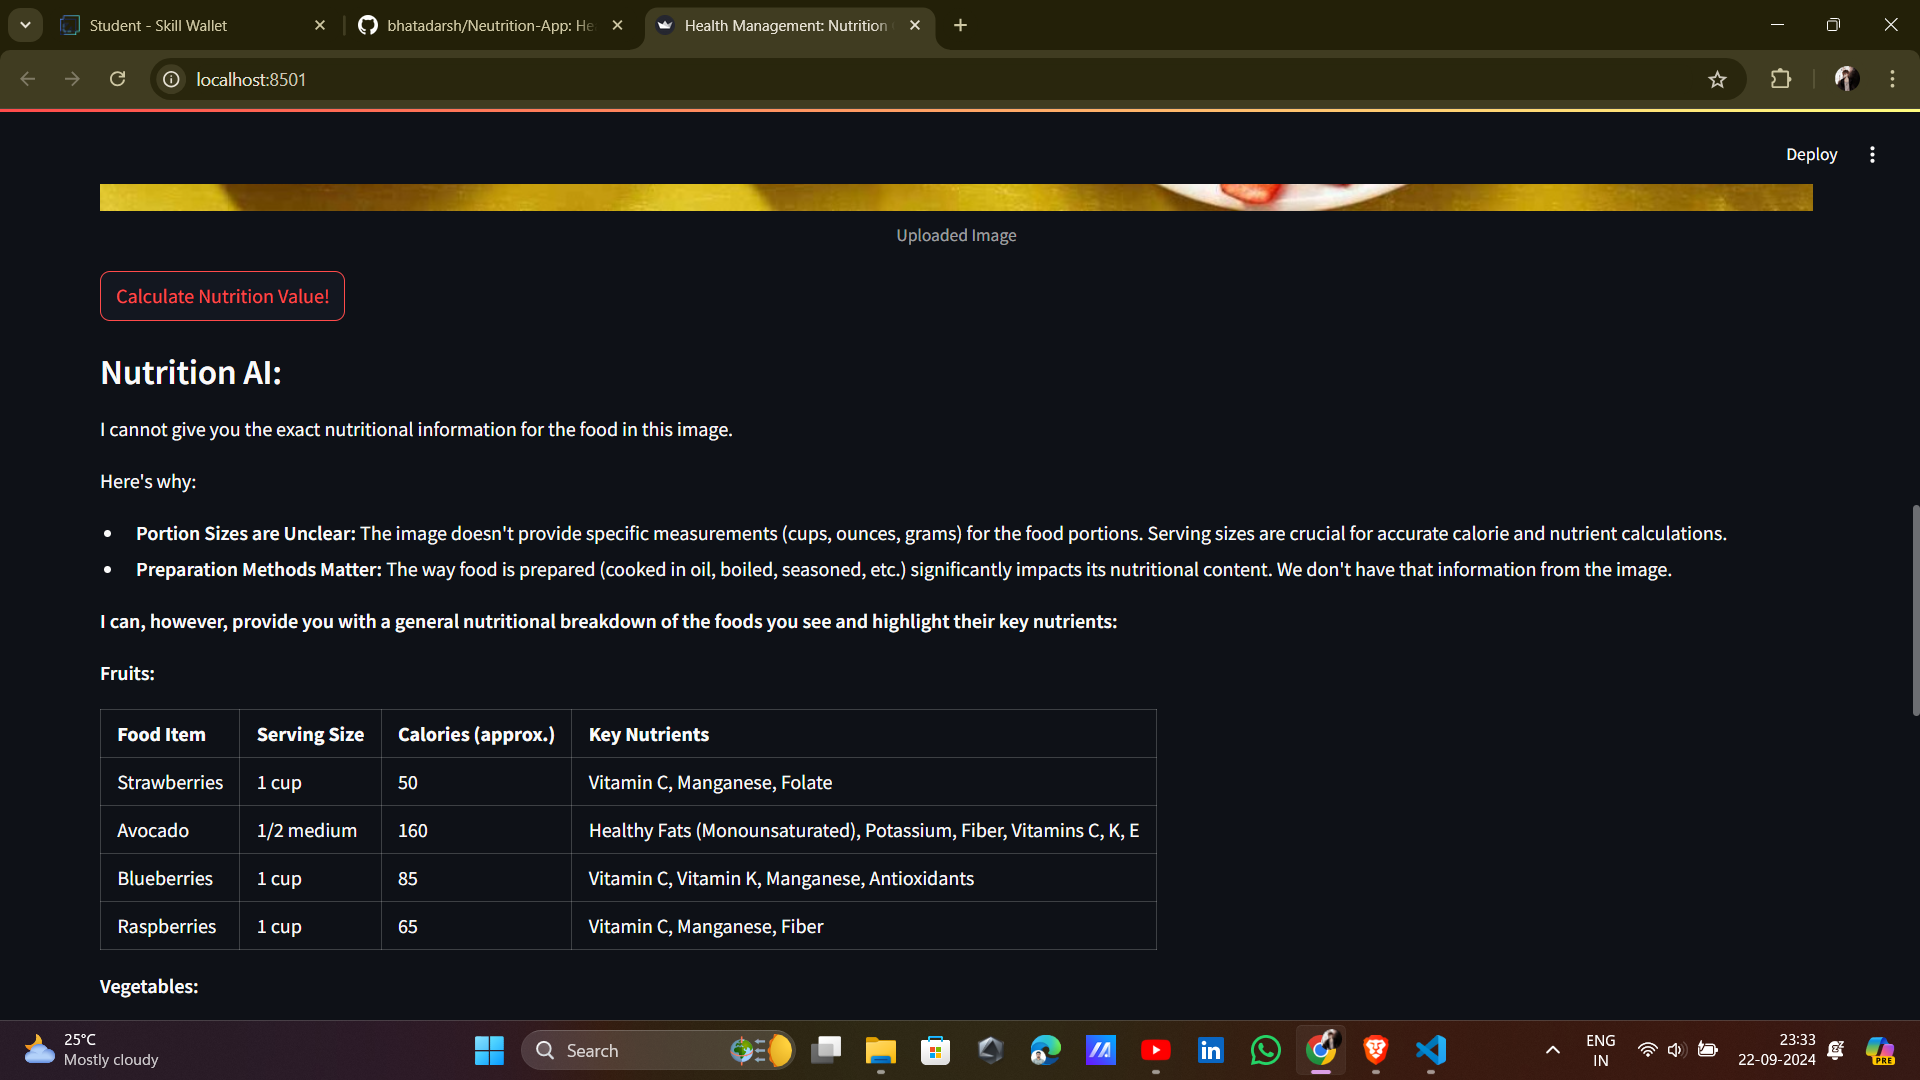 Student - Skill Wallet
bhatadarsh/Neutrition-App: He
Health Management: Nutrition
localhost:8501
Deploy
Uploaded Image
Calculate Nutrition Value!
Nutrition AI:
I cannot give you the exact nutritional information for the food in this image.
Here's why:
• Portion Sizes are Unclear: The image doesn't provide specific measurements (cups, ounces, grams) for the food portions. Serving sizes are crucial for accurate calorie and nutrient calculations.
• Preparation Methods Matter: The way food is prepared (cooked in oil, boiled, seasoned, etc.) significantly impacts its nutritional content. We don't have that information from the image.
I can, however, provide you with a general nutritional breakdown of the foods you see and highlight their key nutrients:
Fruits:
Food Item Serving Size Calories (approx.) Key Nutrients
Strawberries 1 cup 50 Vitamin C, Manganese, Folate
Avocado 1/2 medium 160 Healthy Fats (Monounsaturated), Potassium, Fiber, Vitamins C, K, E
Blueberries 1 cup 85 Vitamin C, Vitamin K, Manganese, Antioxidants
Raspberries 1 cup 65 Vitamin C, Manganese, Fiber
Vegetables:
25°C
Mostly cloudy
Search
ENG
IN
23:33
22-09-2024
PRE